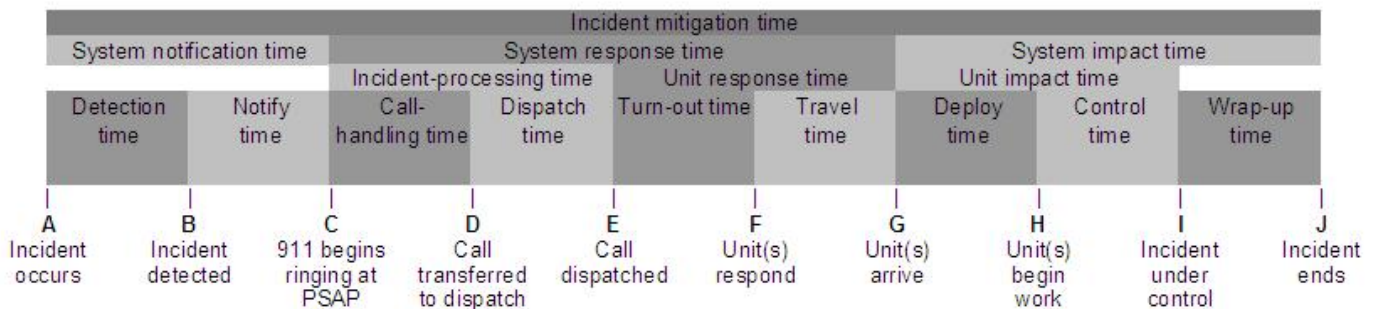 Incident mitigation time
System notification time System response time System impact time
Incident-processing time Unit response time Unit impact time
Detection time
Notify time
Call-handling time
Dispatch time
Turn-out time
Travel time
Deploy time
Control time
Wrap-up time
A
Incident
occurs
B
Incident
detected
C
911 begins
ringing at
PSAP
D
Call
transferred
to dispatch
E
Call
dispatched
F
Unit(s)
respond
G
Unit(s)
arrive
H
Unit(s)
begin
work
I
Incident
under
control
J
Incident
ends